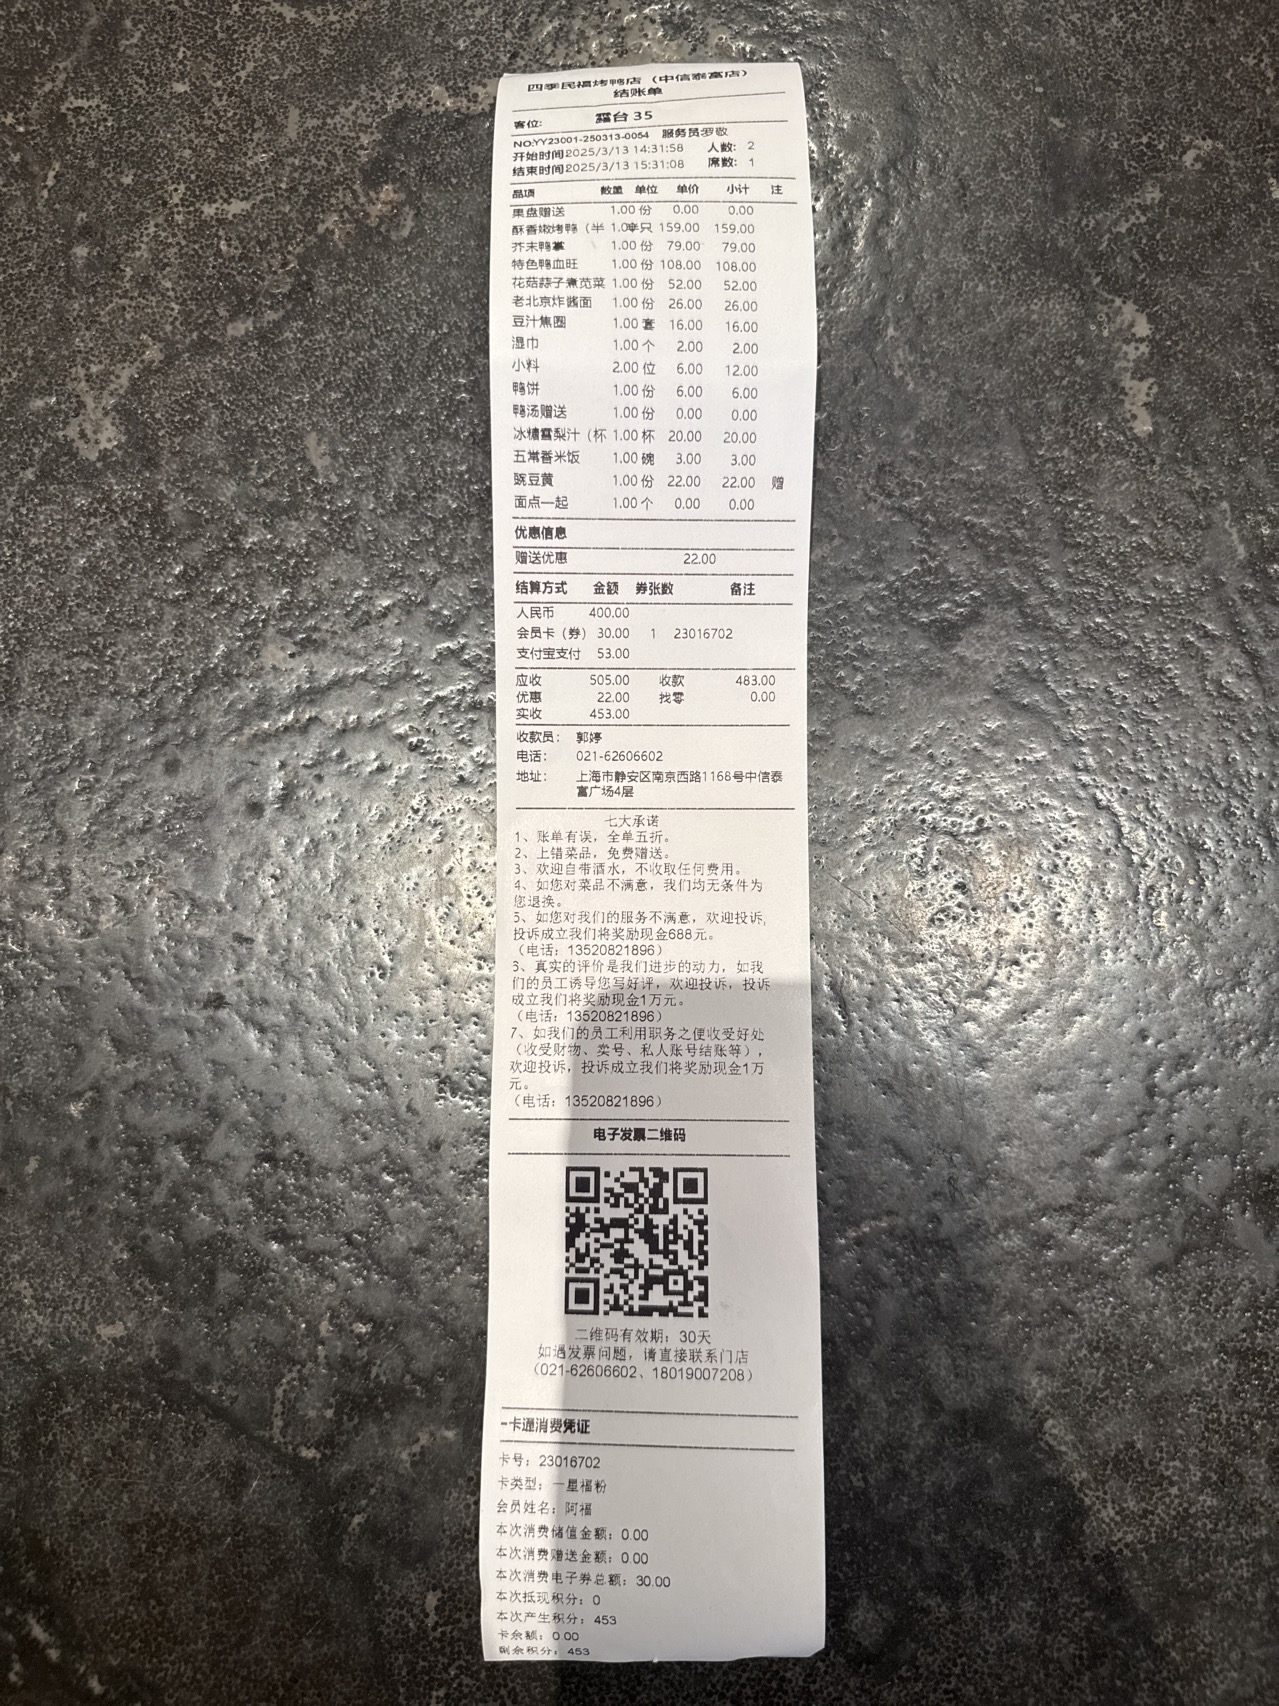 四季民福烤鸭店（中信泰富店）
结账单
客位: 露台 35
NO:YY23001-250313-0054 服务员:罗敬
开始时间2025/3/13 14:31:58 人数: 2
结束时间2025/3/13 15:31:08 席数: 1
品项 数量 单位 单价 小计 注
果盘赠送 1.00 份 0.00 0.00
酥香嫩烤鸭（半 1.00 半只 159.00 159.00
芥末鸭掌 1.00 份 79.00 79.00
特色鸭血旺 1.00 份 108.00 108.00
花菇蒜子煮苋菜 1.00 份 52.00 52.00
老北京炸酱面 1.00 份 26.00 26.00
豆汁焦圈 1.00 套 16.00 16.00
湿巾 1.00 个 2.00 2.00
小料 2.00 位 6.00 12.00
鸭饼 1.00 份 6.00 6.00
鸭汤赠送 1.00 份 0.00 0.00
冰糖雪梨汁（杯 1.00 杯 20.00 20.00
五常香米饭 1.00 碗 3.00 3.00
豌豆黄 1.00 份 22.00 22.00 赠
面点一起 1.00 个 0.00 0.00
优惠信息
赠送优惠 22.00
结算方式 金额 券张数 备注
人民币 400.00
会员卡（券） 30.00 1 23016702
支付宝支付 53.00
应收 505.00 收款 483.00
优惠 22.00 找零 0.00
实收 453.00
收款员: 郭婷
电话: 021-62606602
地址: 上海市静安区南京西路1168号中信泰
富广场4层
七大承诺
1、账单有误，全单五折。
2、上错菜品，免费赠送。
3、欢迎自带酒水，不收取任何费用。
4、如您对菜品不满意，我们均无条件为
您退换。
5、如您对我们的服务不满意，欢迎投诉，
投诉成立我们将奖励现金688元。
（电话：13520821896）
6、真实的评价是我们进步的动力，如我
们的员工诱导您写好评，欢迎投诉，投诉
成立我们将奖励现金1万元。
（电话：13520821896）
7、如我们的员工利用职务之便收受好处
（收受财物、卖号、私人账号结账等），
欢迎投诉，投诉成立我们将奖励现金1万
元。
（电话：13520821896）
电子发票二维码
二维码有效期：30天
如遇发票问题，请直接联系门店
（021-62606602、18019007208）
一卡通消费凭证
卡号：23016702
卡类型：一星福粉
会员姓名：阿福
本次消费储值金额：0.00
本次消费赠送金额：0.00
本次消费电子券总额：30.00
本次抵现积分：0
本次产生积分：453
卡余额：0.00
剩余积分：453